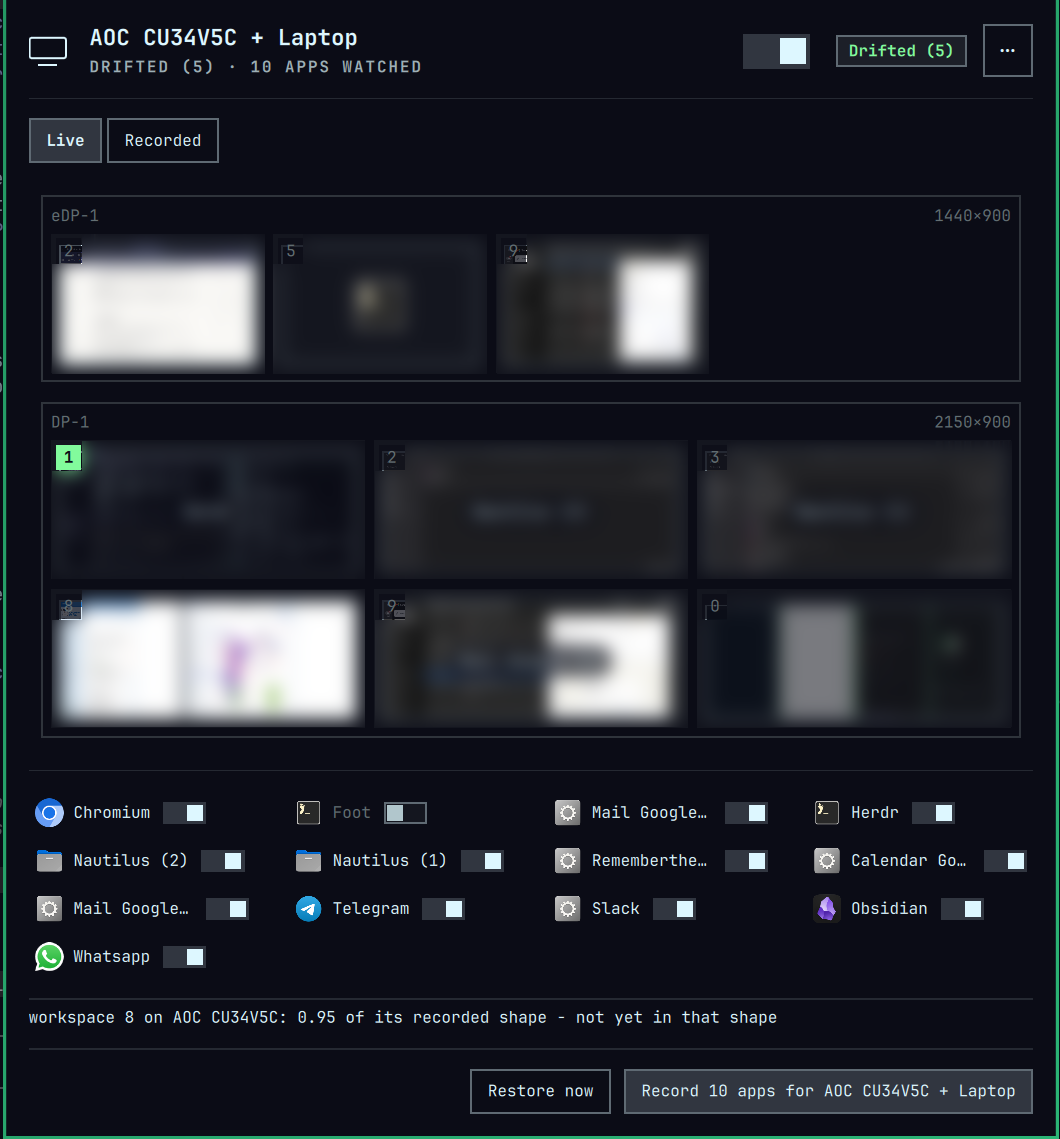 AOC CU34V5C + Laptop
DRIFTED (5) · 10 APPS WATCHED
Drifted (5)
Live
Recorded
eDP-1
1440×900
2
5
9
DP-1
2150×900
1
2
3
8
9
0
Chromium
Foot
Mail Google…
Herdr
Nautilus (2)
Nautilus (1)
Rememberthe…
Calendar Go…
Mail Google…
Telegram
Slack
Obsidian
Whatsapp
workspace 8 on AOC CU34V5C: 0.95 of its recorded shape - not yet in that shape
Restore now
Record 10 apps for AOC CU34V5C + Laptop